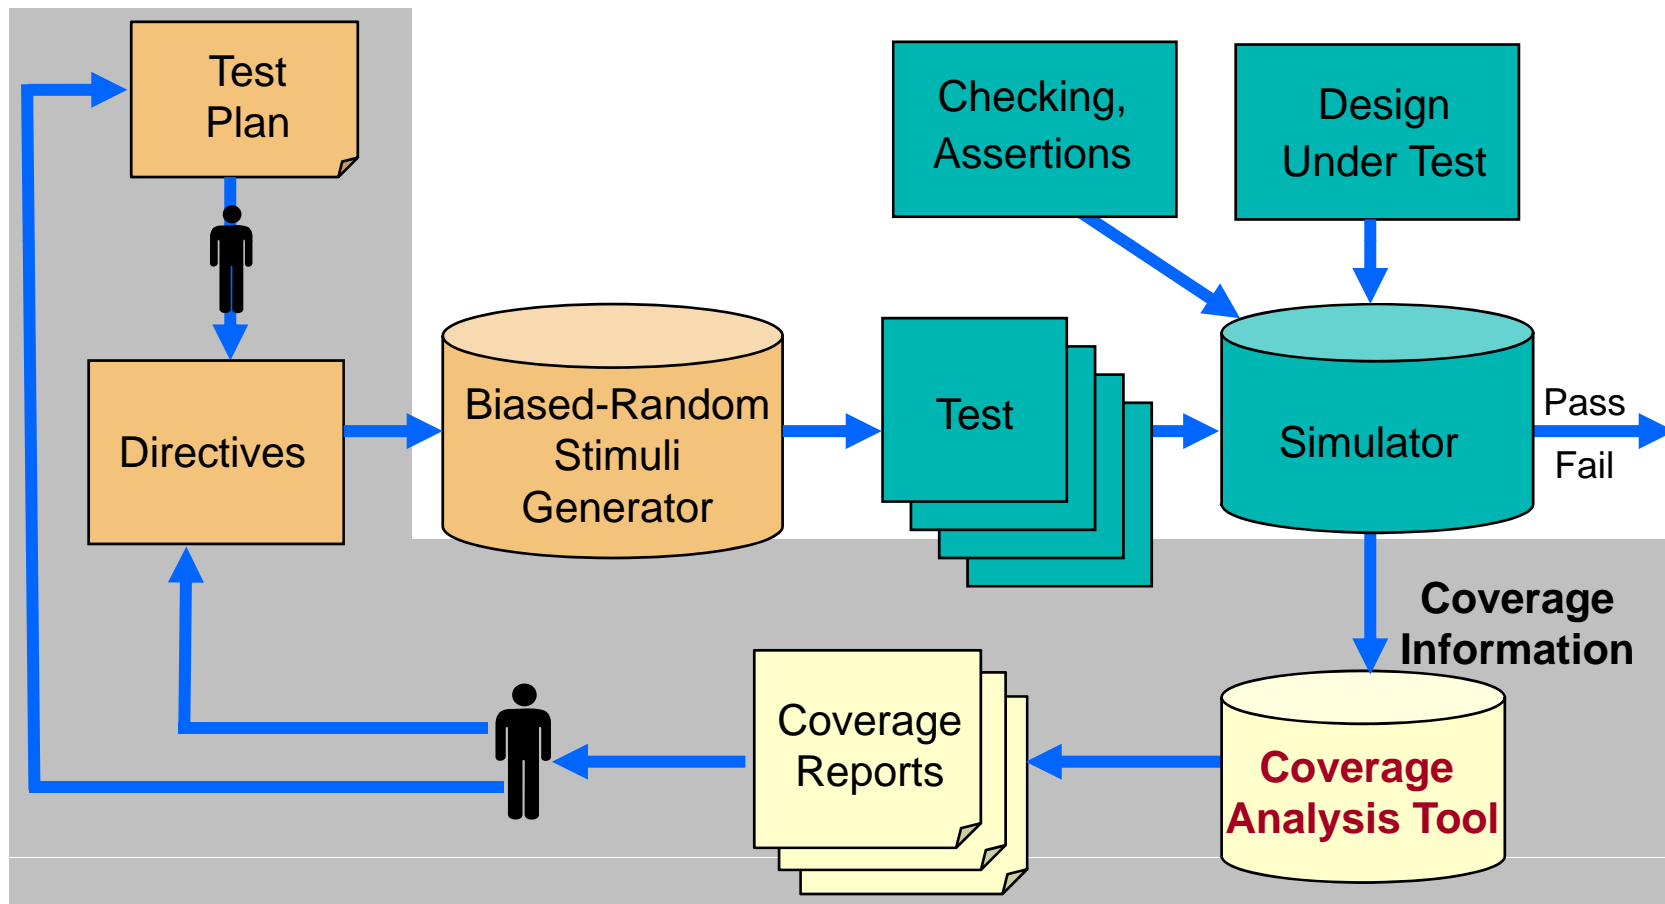 Test
Plan
Checking,
Assertions
Design
Under Test
Directives
Biased-Random
Stimuli
Generator
Test
Simulator
Pass
Fail
Coverage
Information
Coverage
Reports
Coverage
Analysis Tool